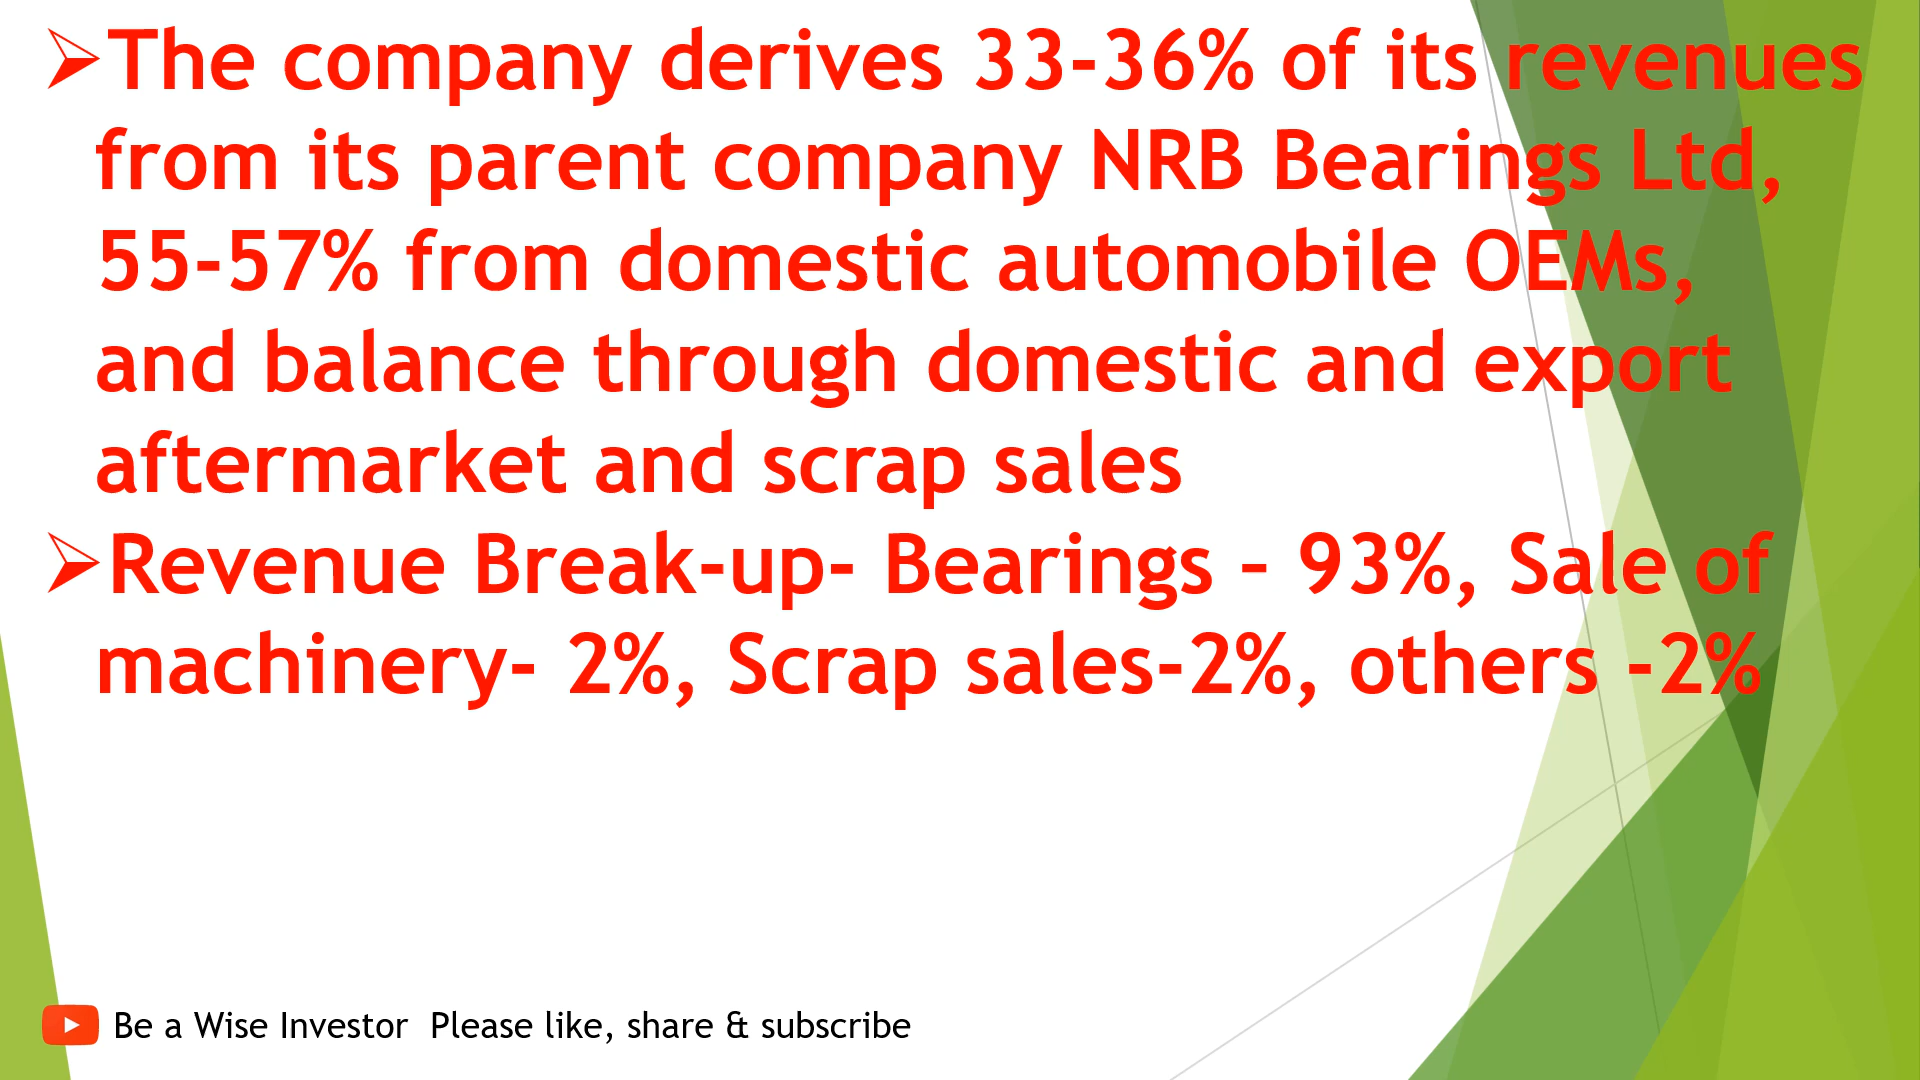 ➢The company derives 33-36% of its revenues
from its parent company NRB Bearings Ltd,
55-57% from domestic automobile OEMs,
and balance through domestic and export
aftermarket and scrap sales
➢Revenue Break-up- Bearings – 93%, Sale of
machinery- 2%, Scrap sales-2%, others -2%
Be a Wise Investor  Please like, share & subscribe